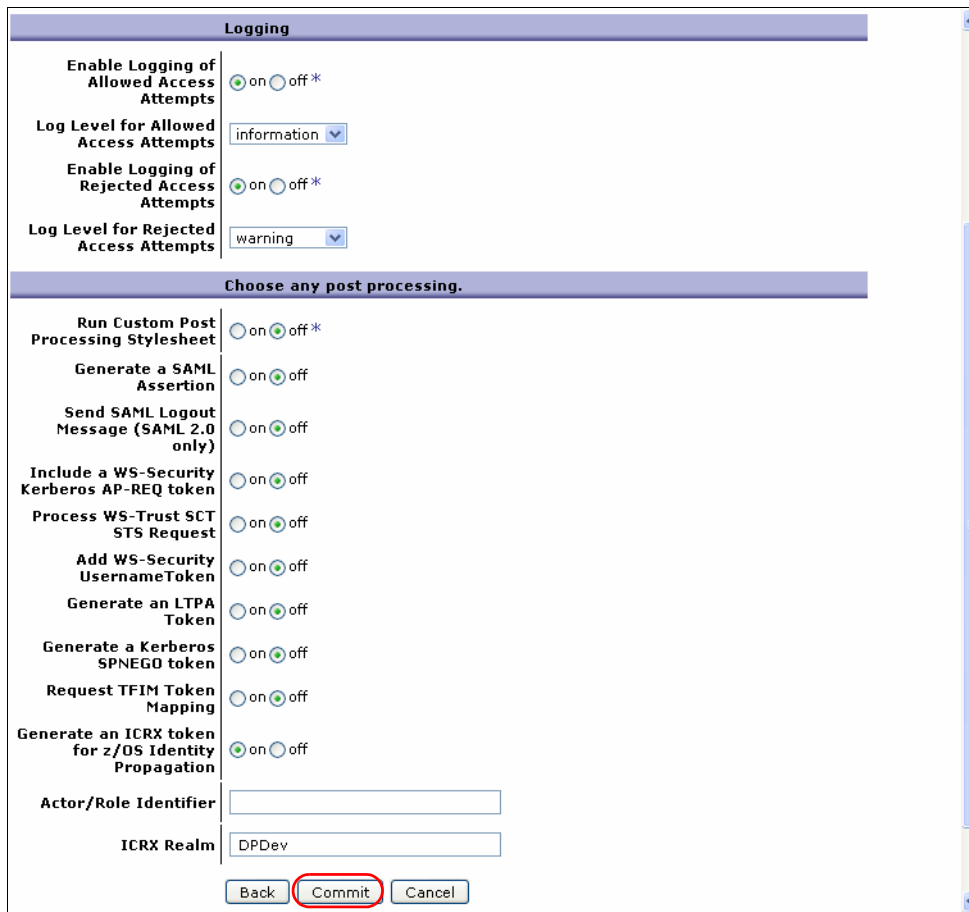 Logging
Enable Logging of
Allowed Access
Attempts
on off *
Log Level for Allowed
Access Attempts
information
Enable Logging of
Rejected Access
Attempts
on off *
Log Level for Rejected
Access Attempts
warning
Choose any post processing.
Run Custom Post
Processing Stylesheet
on off *
Generate a SAML
Assertion
on off
Send SAML Logout
Message (SAML 2.0
only)
on off
Include a WS-Security
Kerberos AP-REQ token
on off
Process WS-Trust SCT
STS Request
on off
Add WS-Security
UsernameToken
on off
Generate an LTPA
Token
on off
Generate a Kerberos
SPNEGO token
on off
Request TFIM Token
Mapping
on off
Generate an ICRX token
for z/OS Identity
Propagation
on off
Actor/Role Identifier
ICRX Realm
DPDev
Back Commit Cancel